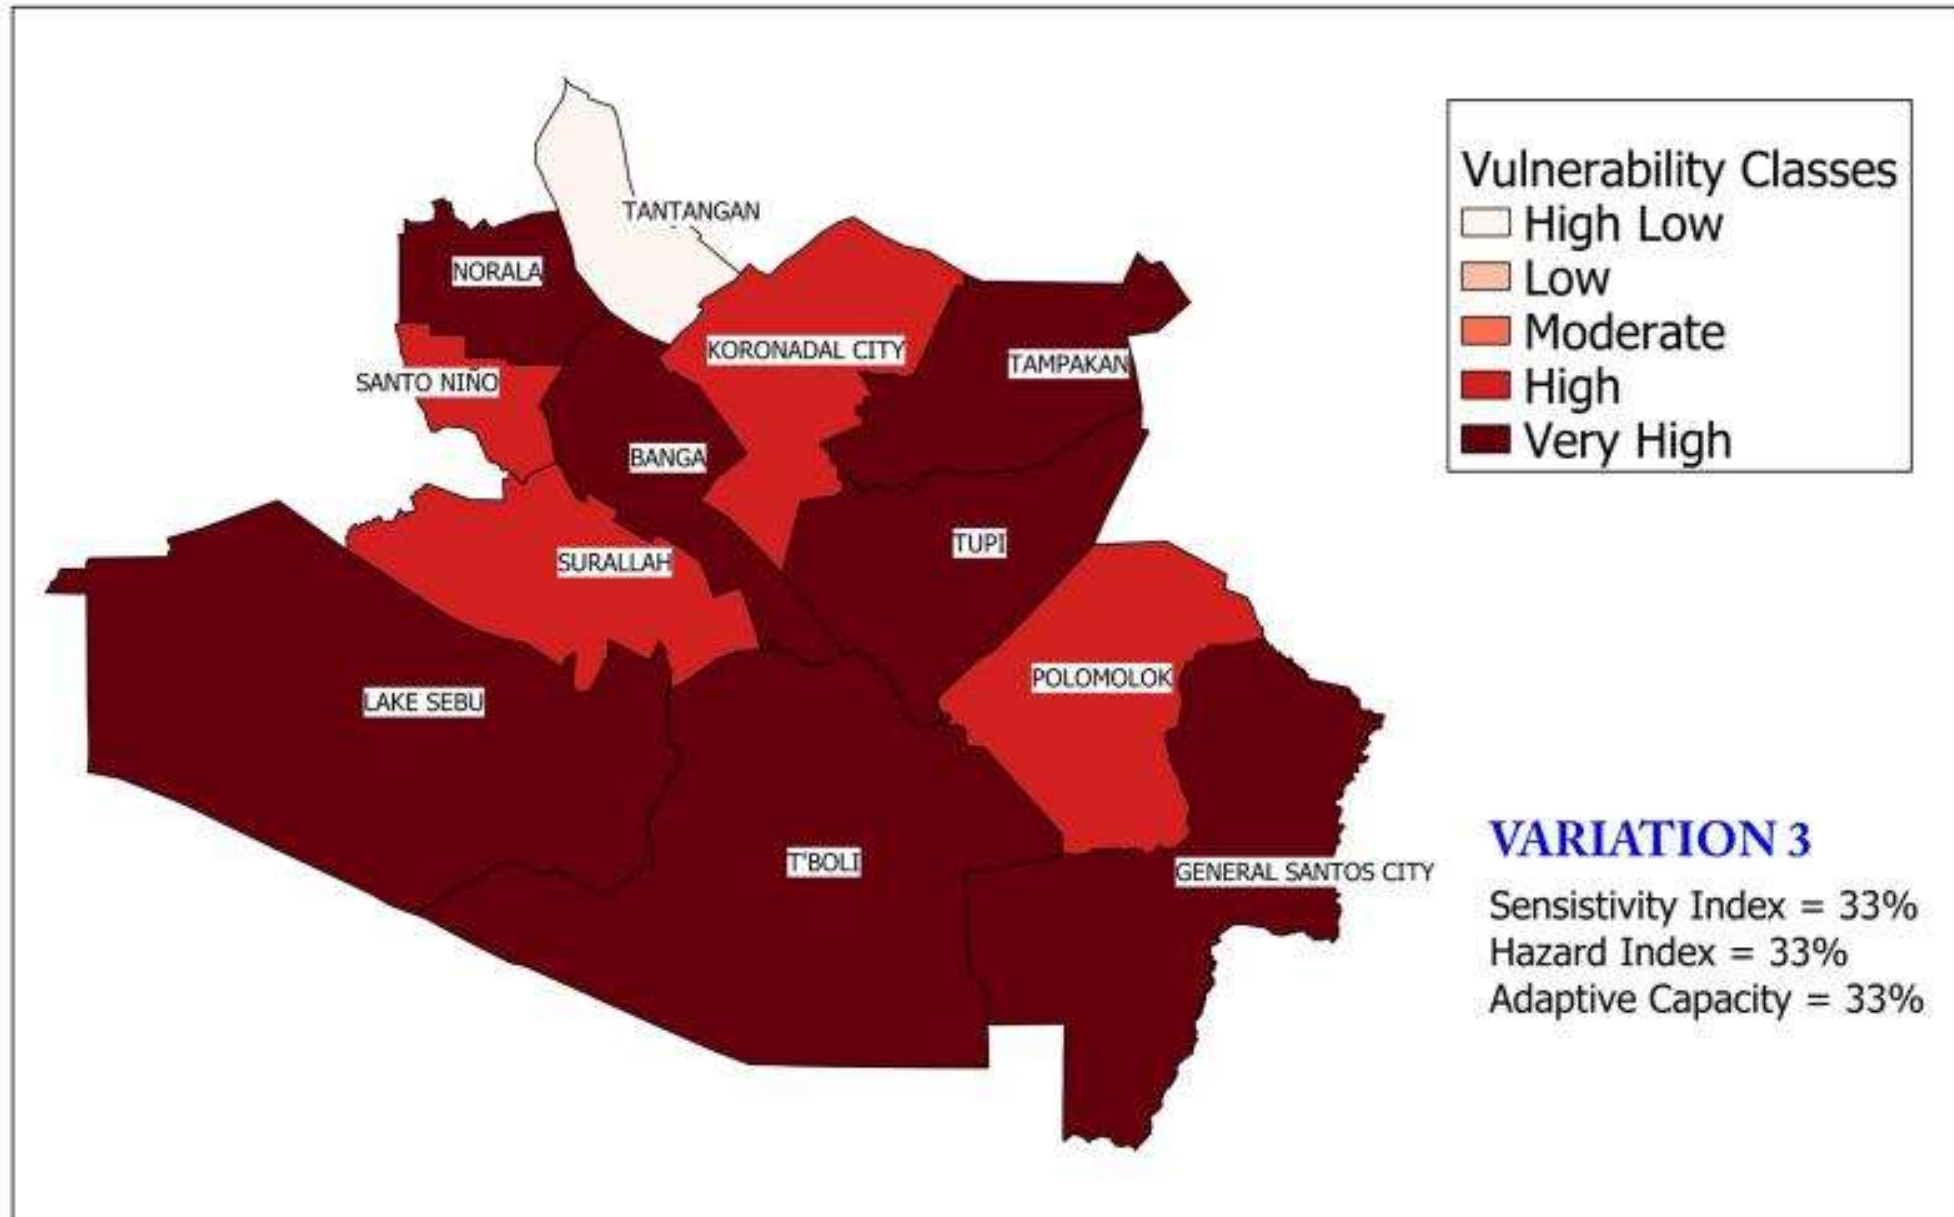 TANTANGAN
NORALA
KORONADAL CITY
TAMPAKAN
SANTO NINO
BANGA
TUPI
SURALLAH
POLOMOLOK
LAKE SEBU
T'BOLI
GENERAL SANTOS CITY
Vulnerability Classes
High Low
Low
Moderate
High
Very High
VARIATION 3
Sensistivity Index = 33%
Hazard Index = 33%
Adaptive Capacity = 33%